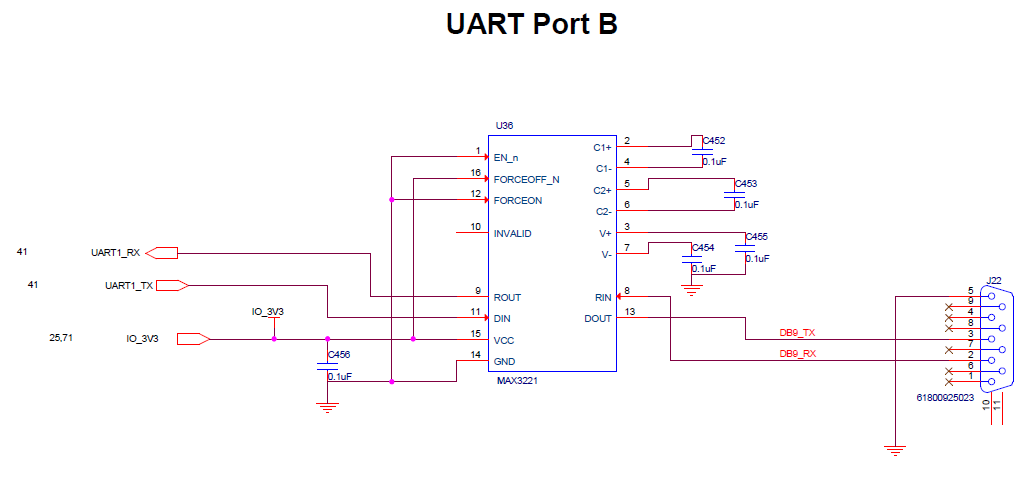 UART Port B
U36
1 EN_n
16 FORCEOFF_N
12 FORCEON
10 INVALID
9 ROUT
11 DIN
15 VCC
14 GND
MAX3221
2 C1+
4 C1-
5 C2+
6 C2-
3 V+
7 V-
8 RIN
13 DOUT
C452
0.1uF
C453
0.1uF
C455
0.1uF
C454
0.1uF
41 UART1_RX
41 UART1_TX
25,71 IO_3V3
IO_3V3
C456
0.1uF
DB9_TX
DB9_RX
J22
5
9
4
8
3
7
2
6
1
61800925023
10
11